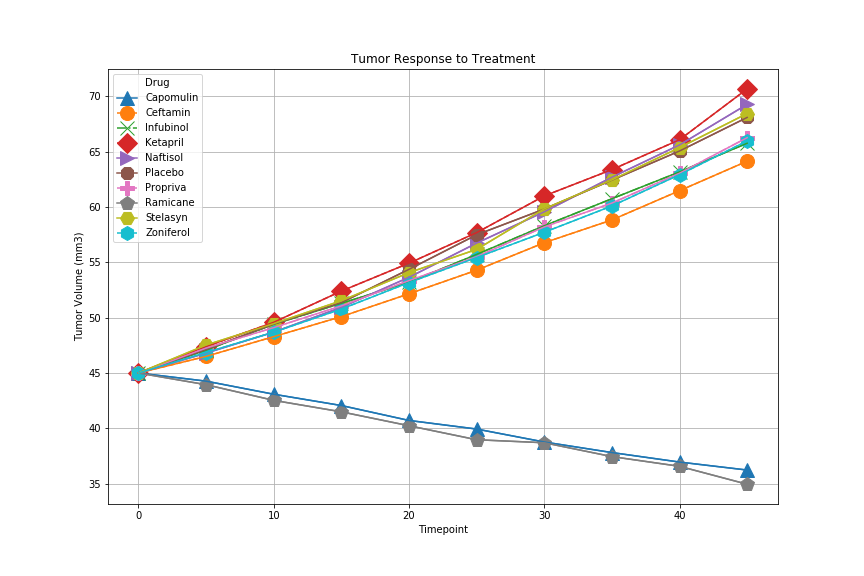 Tumor Response to Treatment
Drug
Capomulin
Ceftamin
Infubinol
Ketapril
Naftisol
Placebo
Propriva
Ramicane
Stelasyn
Zoniferol
Tumor Volume (mm3)
70
65
60
55
50
45
40
35
0 10 20 30 40
Timepoint